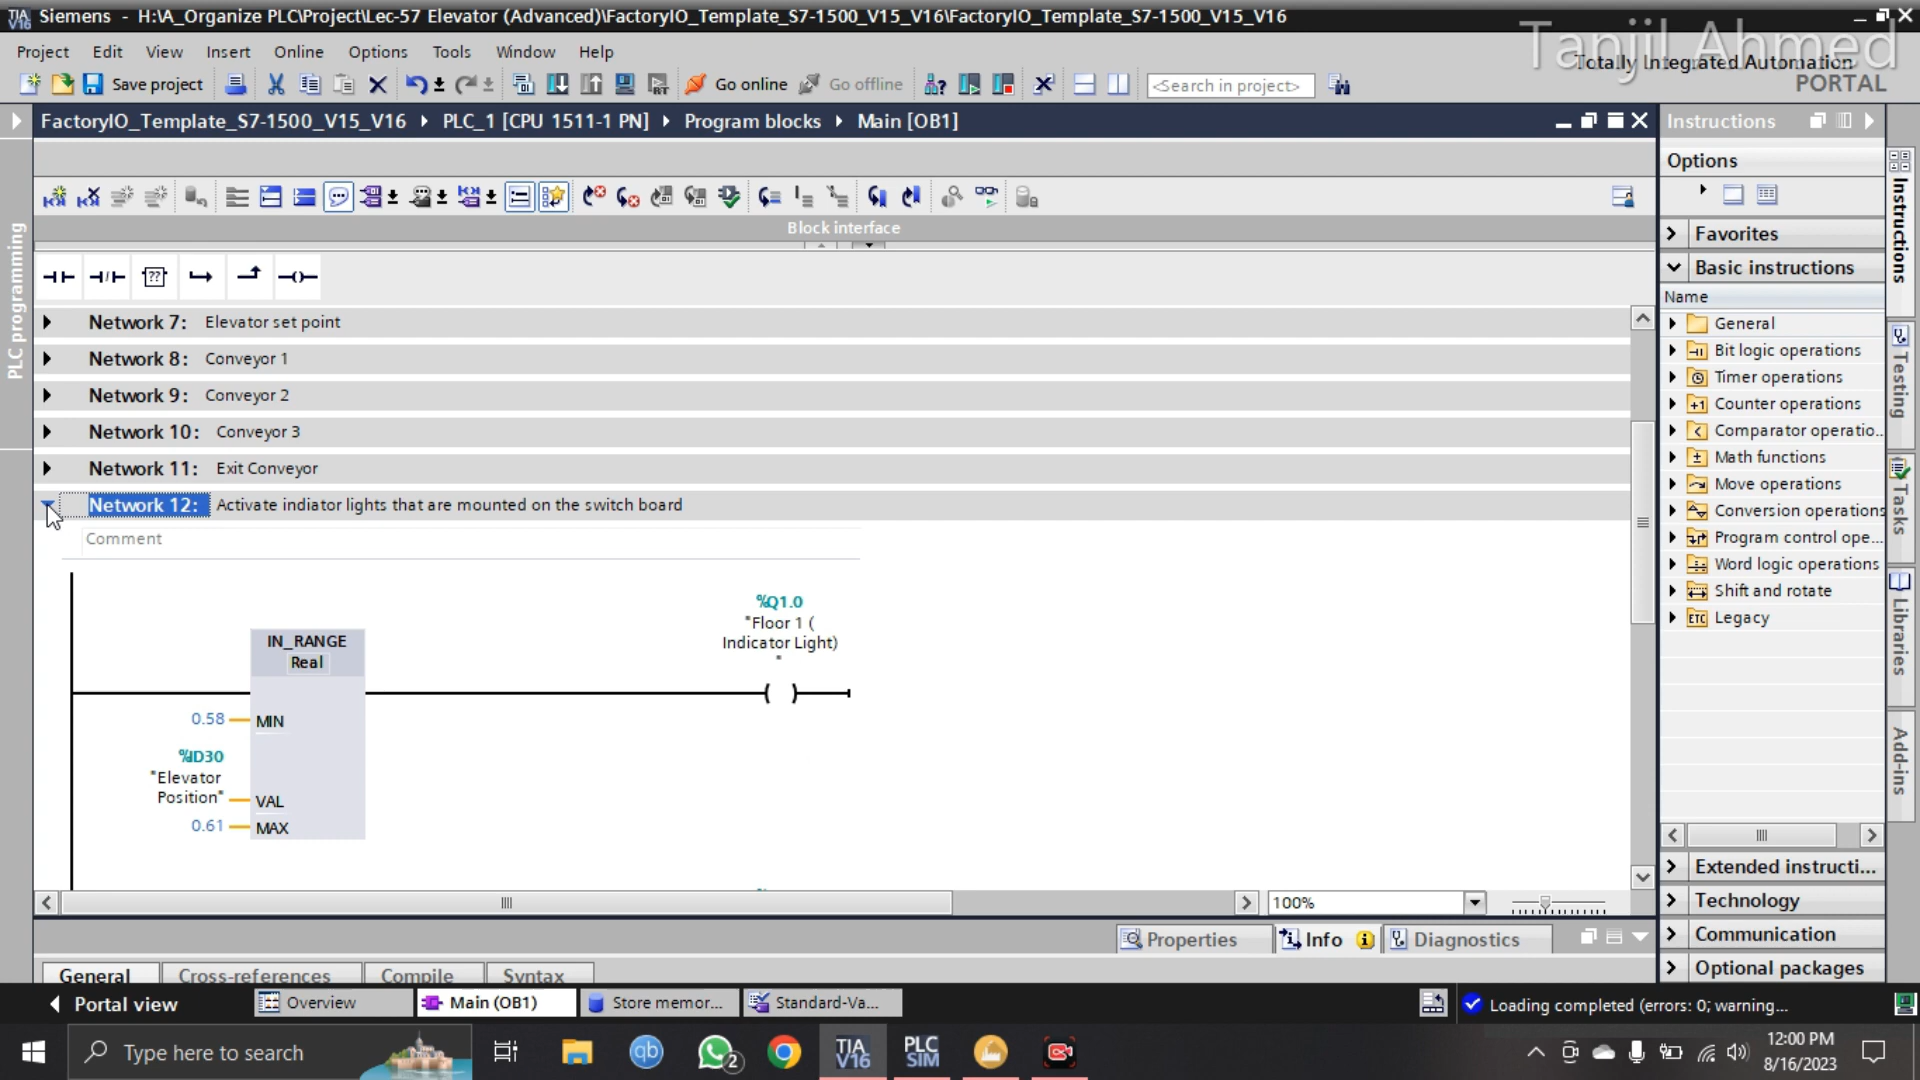 Siemens - H:\A_Organize PLC\Project\Lec-57 Elevator (Advanced)\FactoryIO_Template_S7-1500_V15_V16\FactoryIO_Template_S7-1500_V15_V16
Tanjil Ahmed
Project Edit View Insert Online Options Tools Window Help
Totally Integrated Automation
PORTAL
Save project
Go online
Go offline
<Search in project>
FactoryIO_Template_S7-1500_V15_V16 PLC_1 [CPU 1511-1 PN] Program blocks Main [OB1]
Instructions
Options
Block interface
PLC programming
Favorites
Basic instructions
Name
General
Bit logic operations
Timer operations
Counter operations
Comparator operatio...
Math functions
Move operations
Conversion operations
Program control ope...
Word logic operations
Shift and rotate
Legacy
Extended instructi...
Technology
Communication
Optional packages
Instructions
Testing
Tasks
Libraries
Add-ins
Network 7: Elevator set point
Network 8: Conveyor 1
Network 9: Conveyor 2
Network 10: Conveyor 3
Network 11: Exit Conveyor
Network 12: Activate indiator lights that are mounted on the switch board
Comment
%Q1.0
"Floor 1 (
Indicator Light)
"
IN_RANGE
Real
0.58 MIN
%ID30
"Elevator
Position" VAL
0.61 MAX
100%
Properties Info Diagnostics
General Cross-references Compile Syntax
Portal view Overview Main (OB1) Store memor... Standard-Va...
Loading completed (errors: 0; warning...
Type here to search
qb
2
TIA
V16
PLC
SIM
12:00 PM
8/16/2023